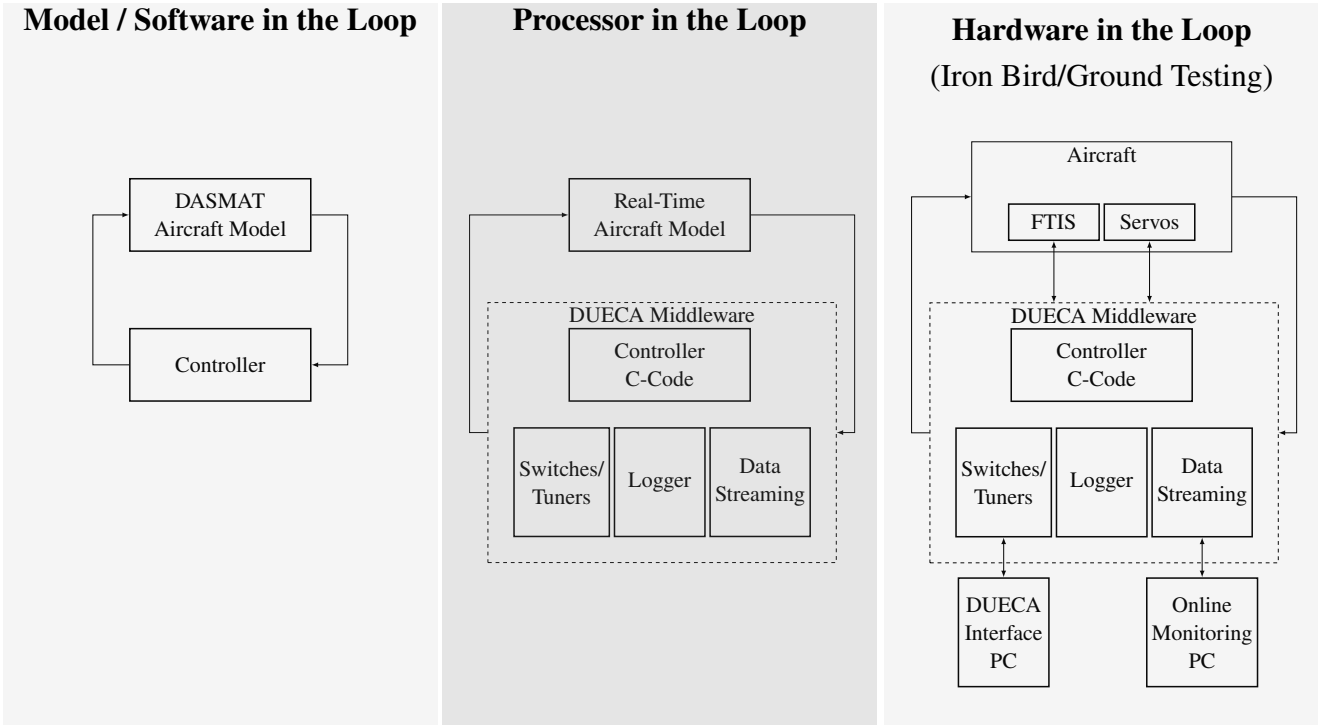 Model / Software in the Loop
DASMAT
Aircraft Model
Controller
Processor in the Loop
Real-Time
Aircraft Model
DUECA Middleware
Controller
C-Code
Switches/
Tuners
Logger
Data
Streaming
Hardware in the Loop
(Iron Bird/Ground Testing)
Aircraft
FTIS
Servos
DUECA Middleware
Controller
C-Code
Switches/
Tuners
Logger
Data
Streaming
DUECA
Interface
PC
Online
Monitoring
PC